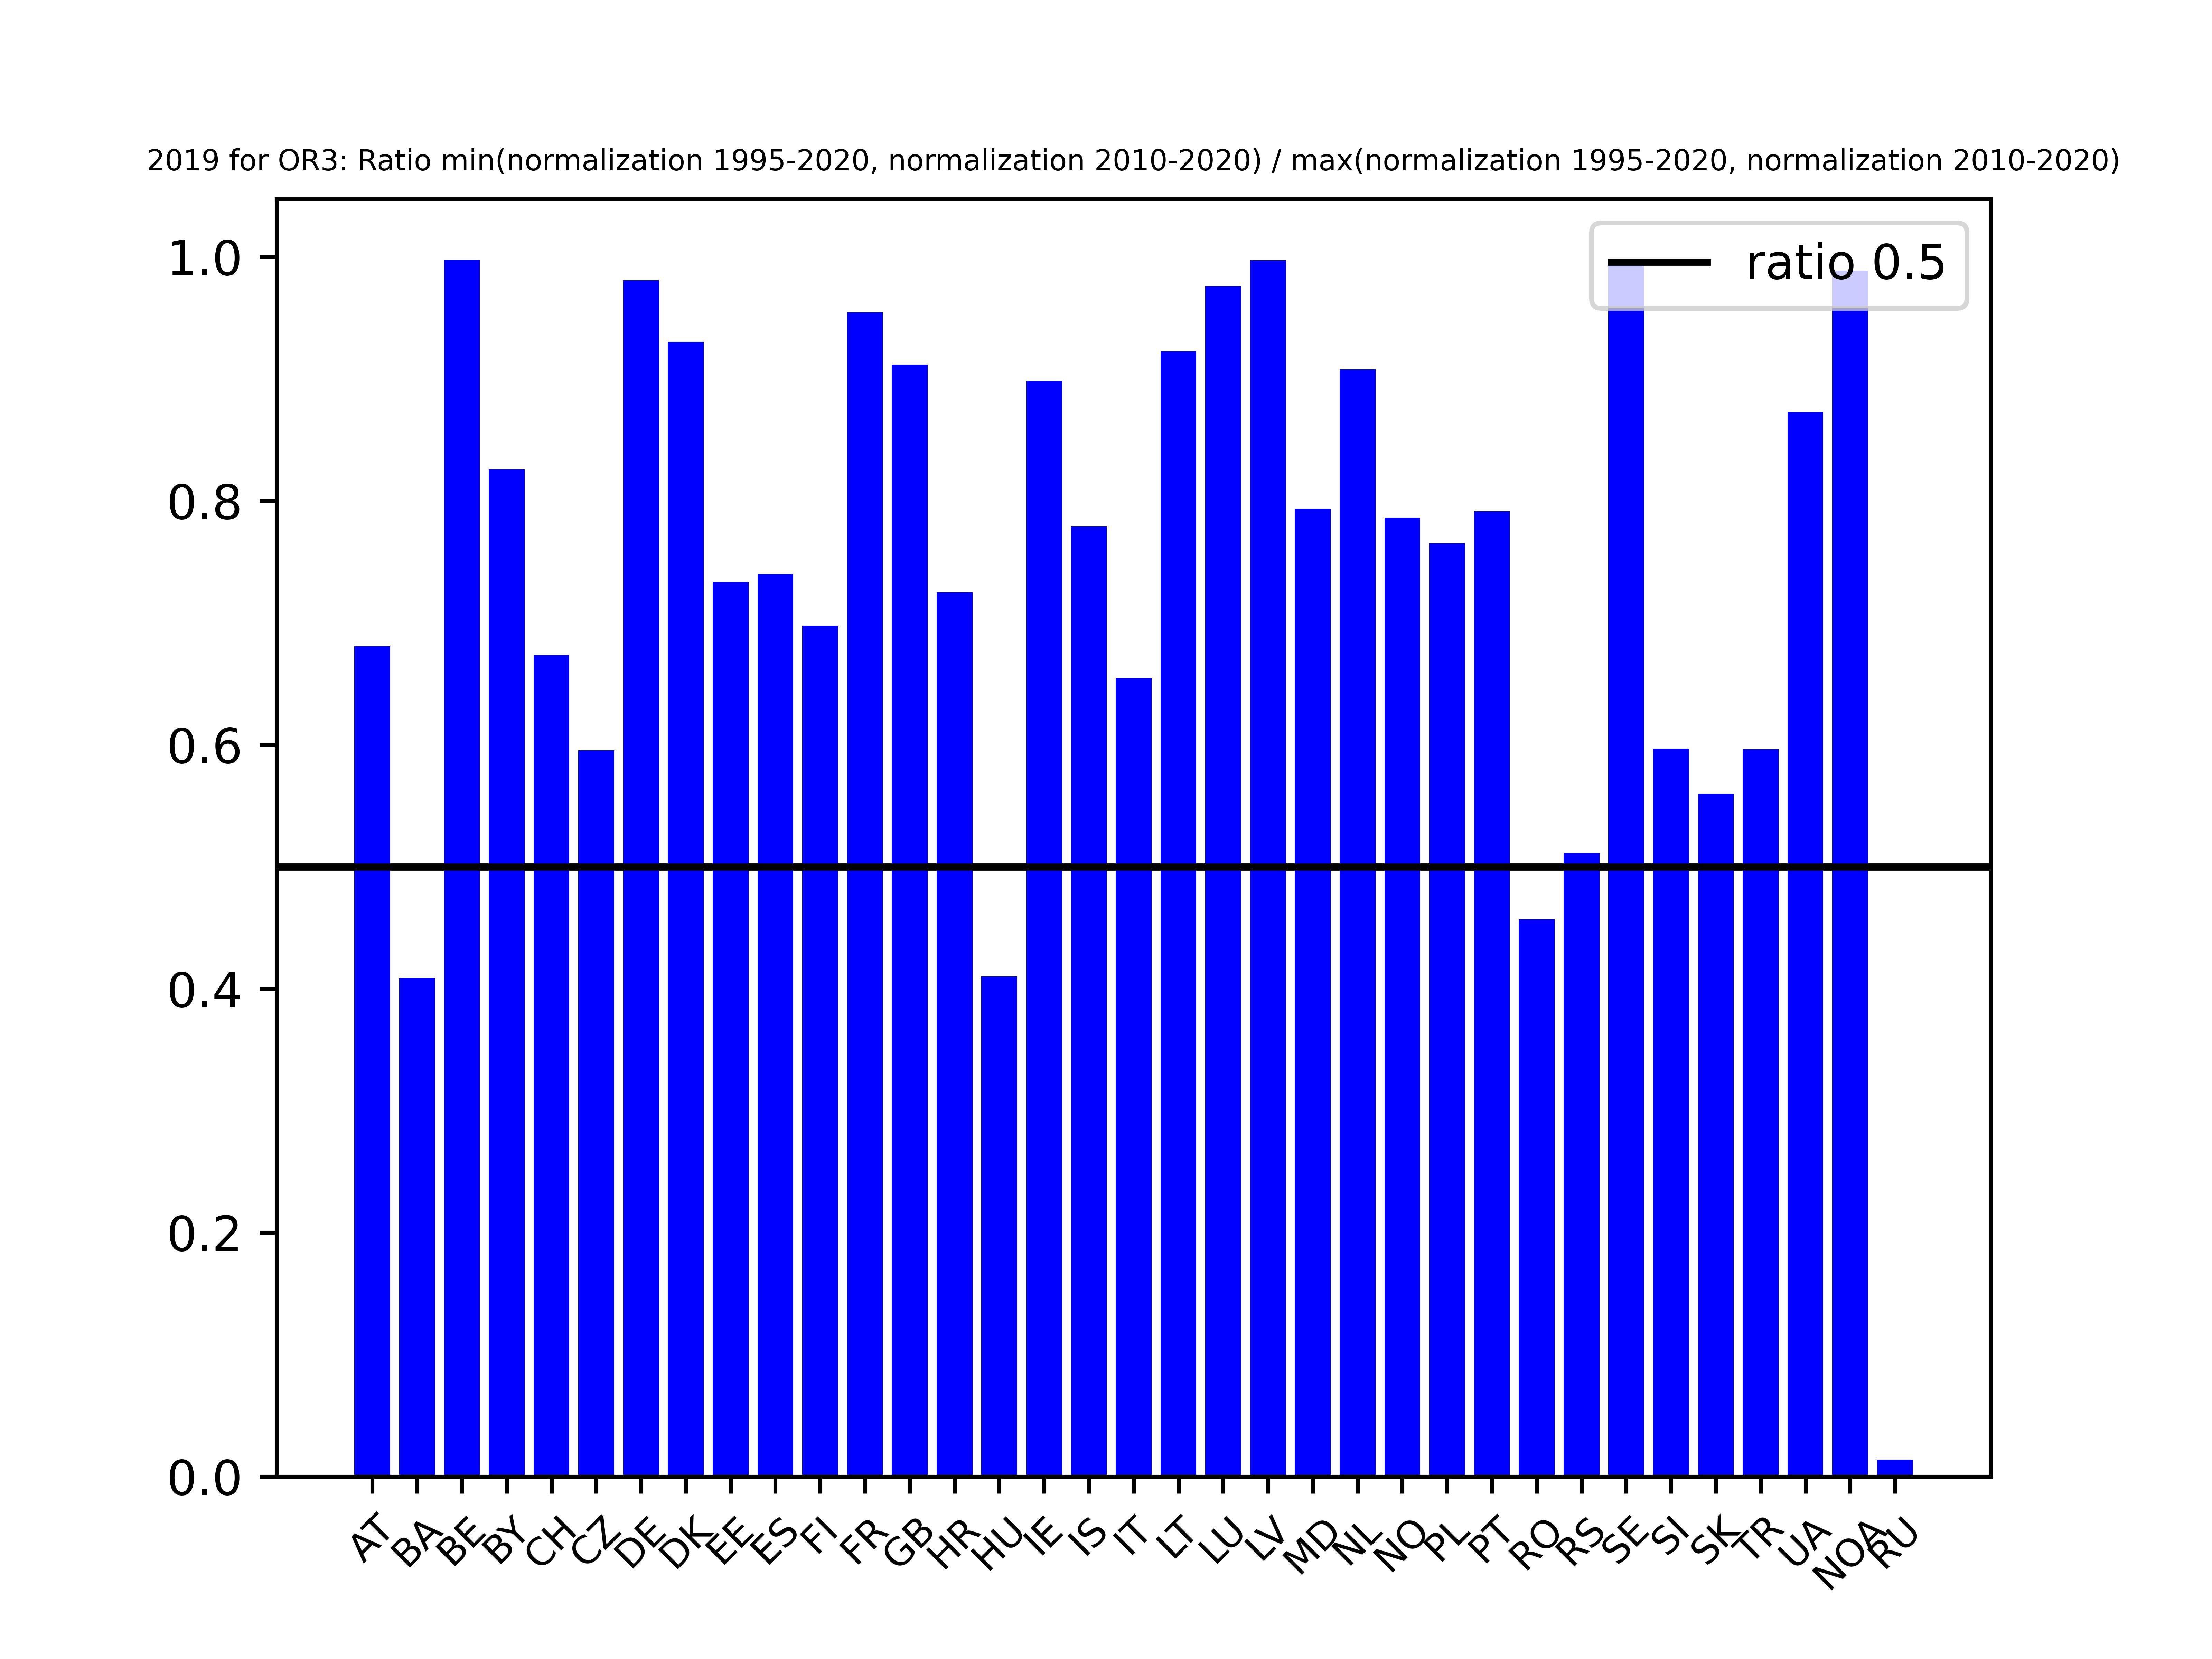 2019 for OR3: Ratio min(normalization 1995-2020, normalization 2010-2020) / max(normalization 1995-2020, normalization 2010-2020)
ratio 0.5
1.0
0.8
0.6
0.4
0.2
0.0
AT BA BE BY CH CZ DE DK EE ES FI FR GB HR HU IE IS IT LT LU LV MD NL NO PL PT RO RS SE SI SK TR UA NOA RU